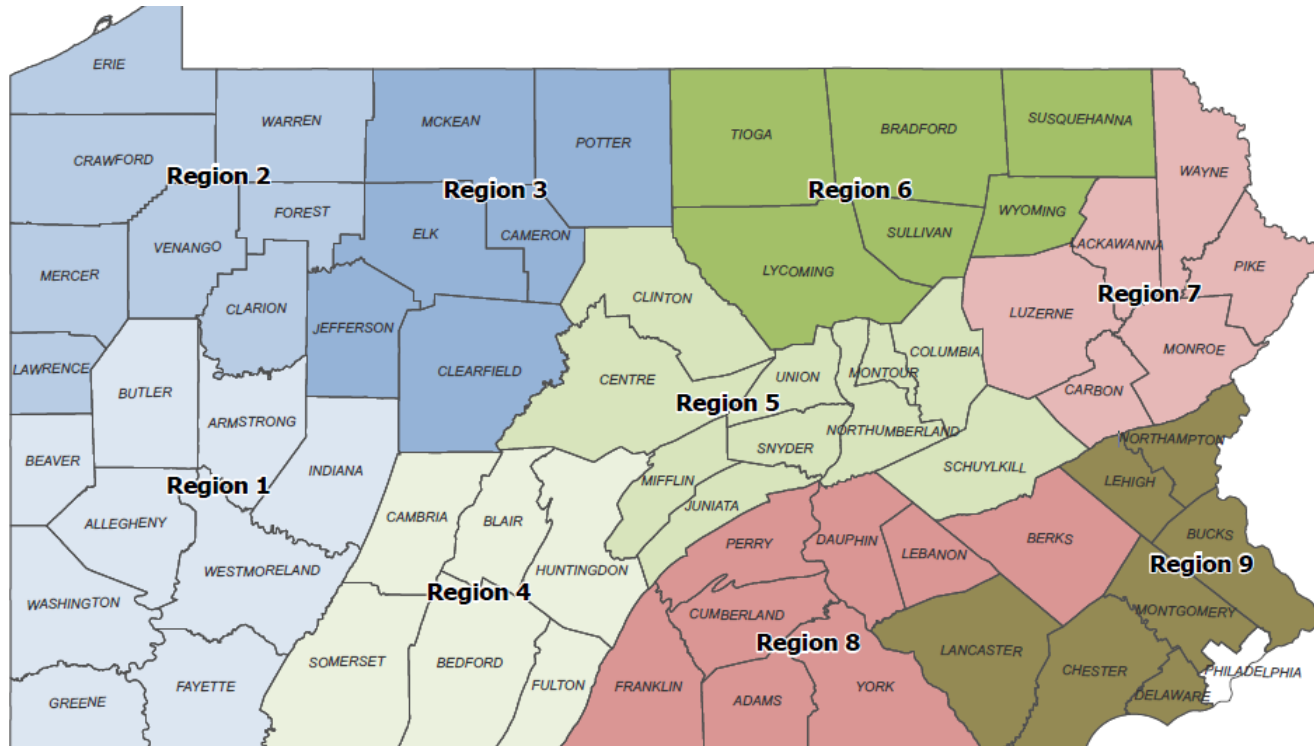 ERIE
WARREN
MCKEAN
POTTER
TIOGA
BRADFORD
SUSQUEHANNA
CRAWFORD
Region 2
Region 3
Region 6
WAYNE
FOREST
VENANGO
ELK
CAMERON
SULLIVAN
WYOMING
LACKAWANNA
MERCER
CLARION
JEFFERSON
CLINTON
LYCOMING
LUZERNE
Region 7
PIKE
LAWRENCE
BUTLER
CLEARFIELD
CENTRE
UNION
MONTOUR
COLUMBIA
MONROE
CARBON
Region 5
ARMSTRONG
BEAVER
INDIANA
SNYDER
NORTHUMBERLAND
NORTHAMPTON
Region 1
MIFFLIN
SCHUYLKILL
LEHIGH
ALLEGHENY
CAMBRIA
BLAIR
JUNIATA
PERRY
DAUPHIN
LEBANON
BERKS
BUCKS
WESTMORELAND
HUNTINGDON
Region 9
WASHINGTON
Region 4
CUMBERLAND
MONTGOMERY
Region 8
SOMERSET
BEDFORD
LANCASTER
CHESTER
PHILADELPHIA
GREENE
FAYETTE
FULTON
FRANKLIN
ADAMS
YORK
DELAWARE